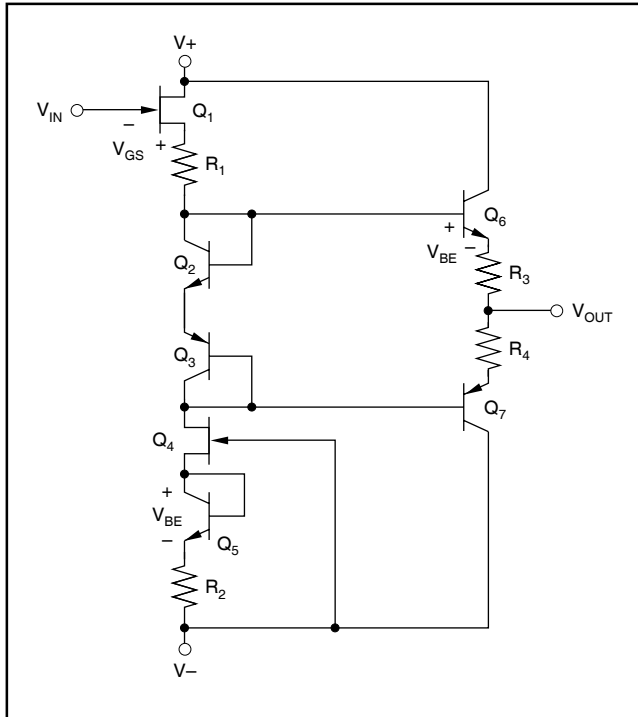 V+
V_IN
Q_1
−
V_GS
+
R_1
Q_2
+
Q_6
V_BE
−
R_3
V_OUT
Q_3
R_4
Q_7
Q_4
+
V_BE
−
Q_5
R_2
V−